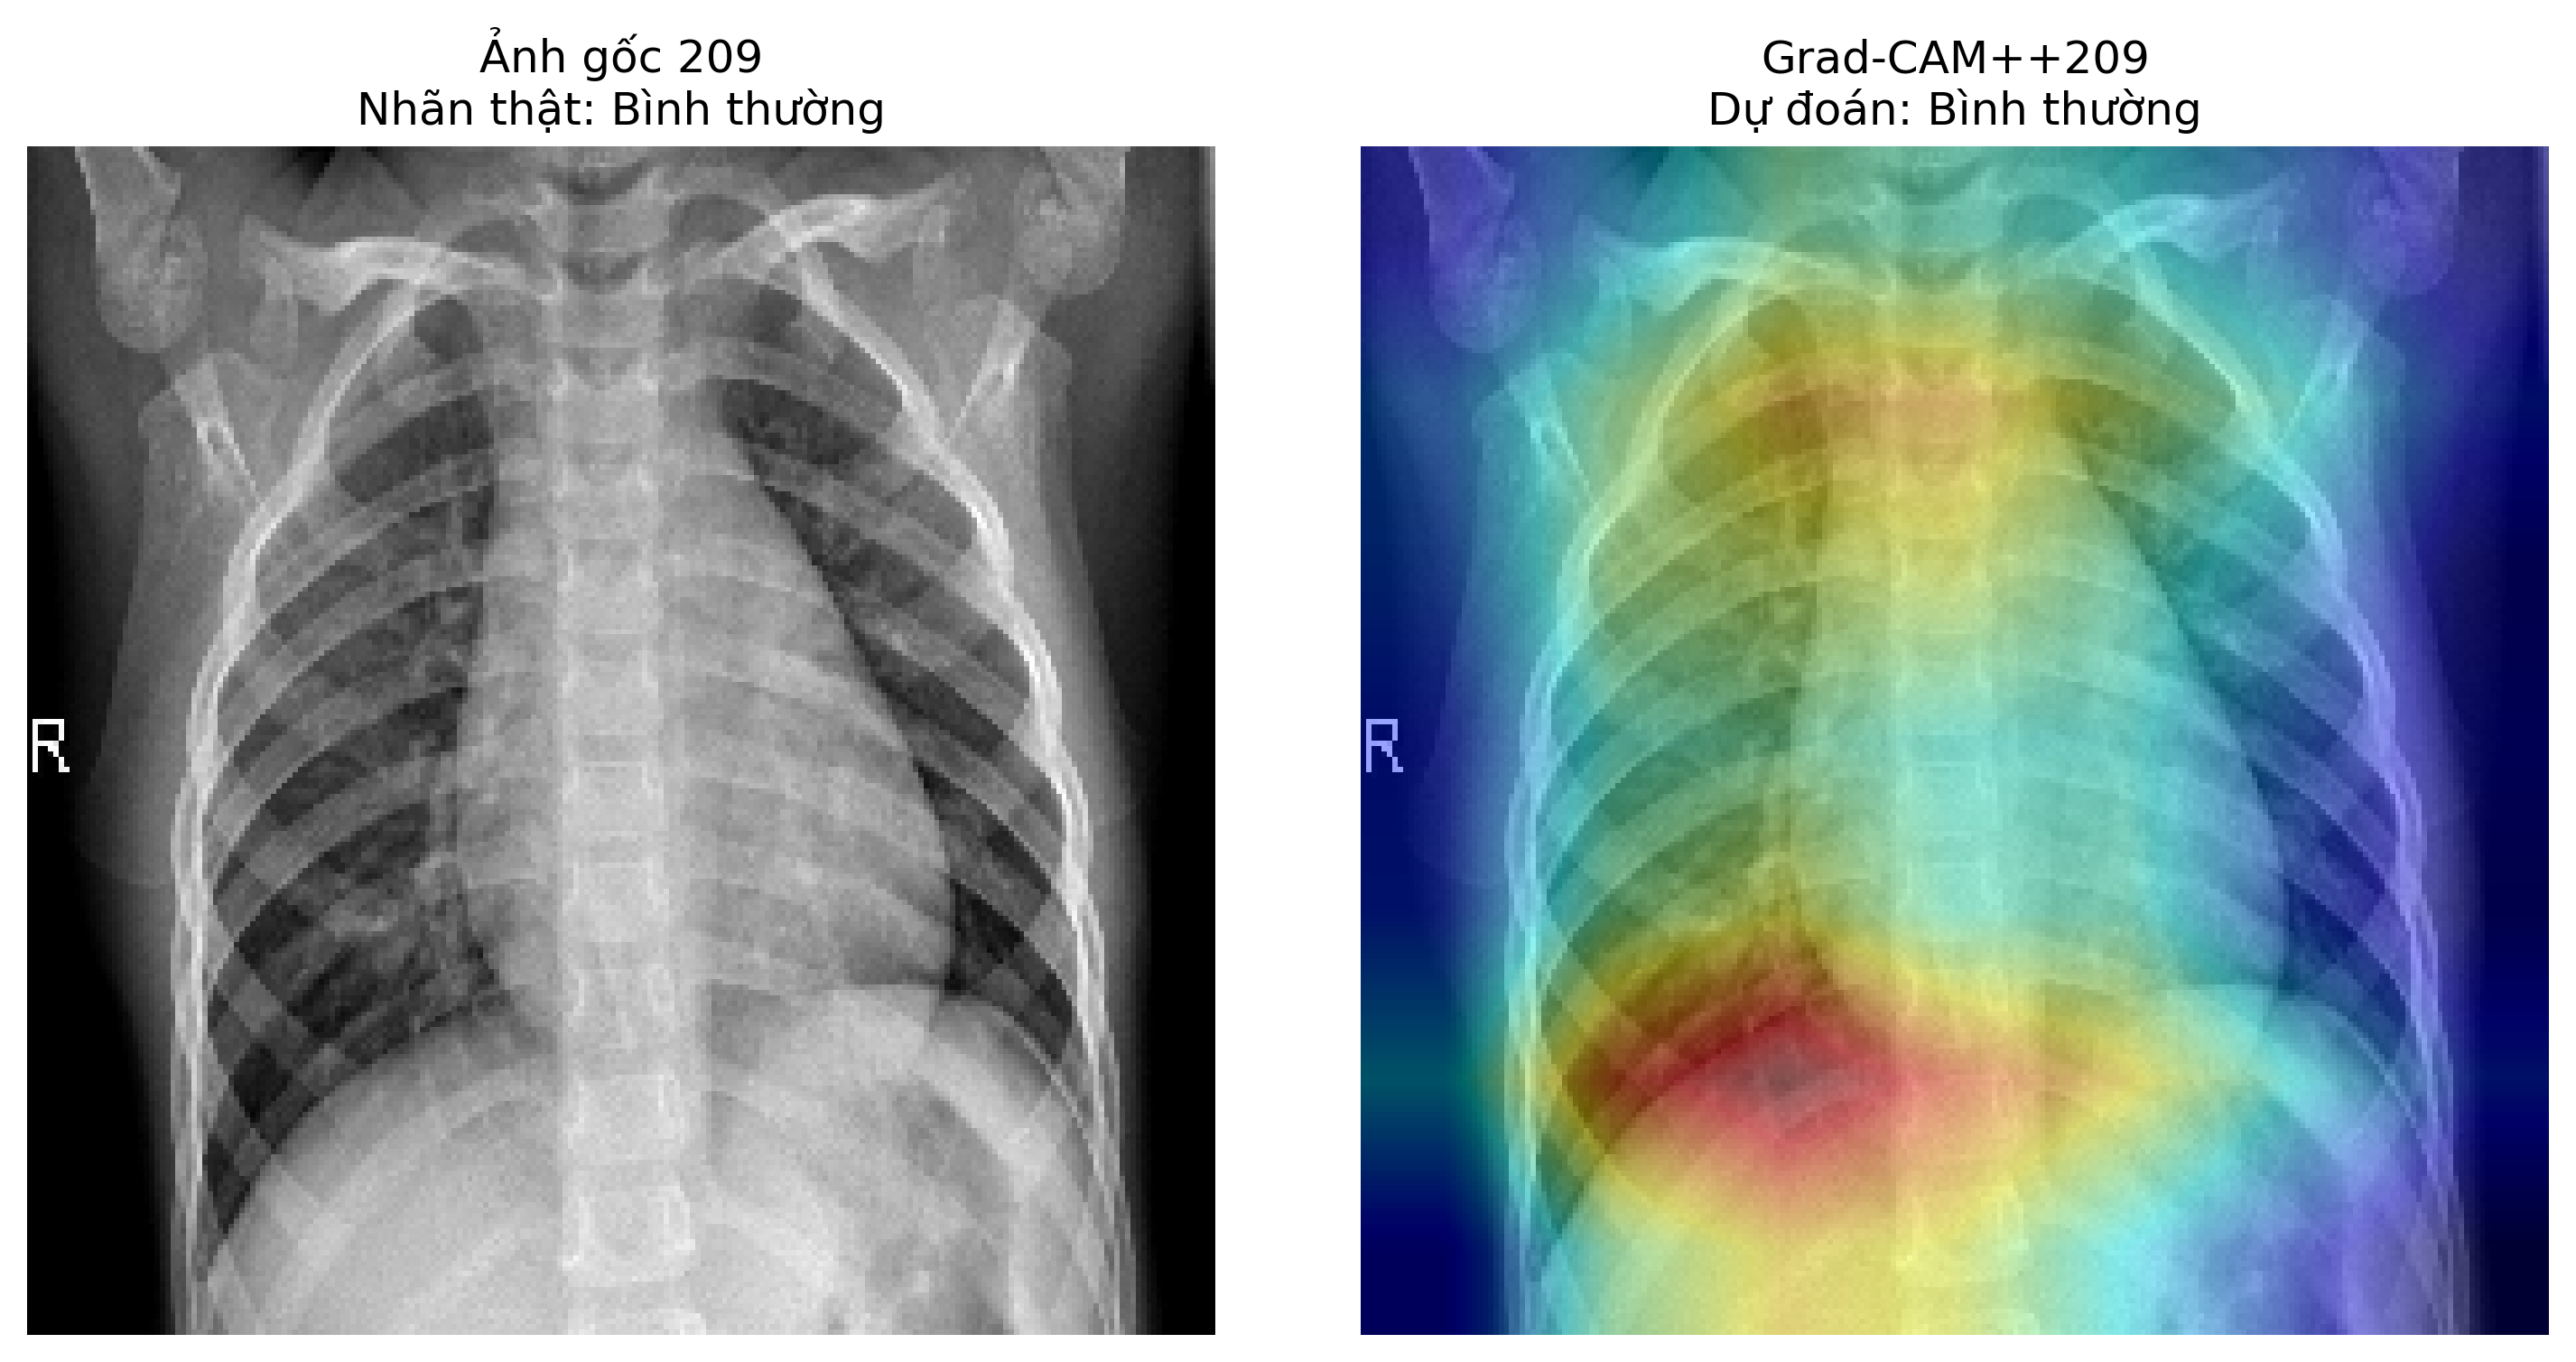 Ảnh gốc 209
Nhãn thật: Bình thường
Grad-CAM++209
Dự đoán: Bình thường
R
R